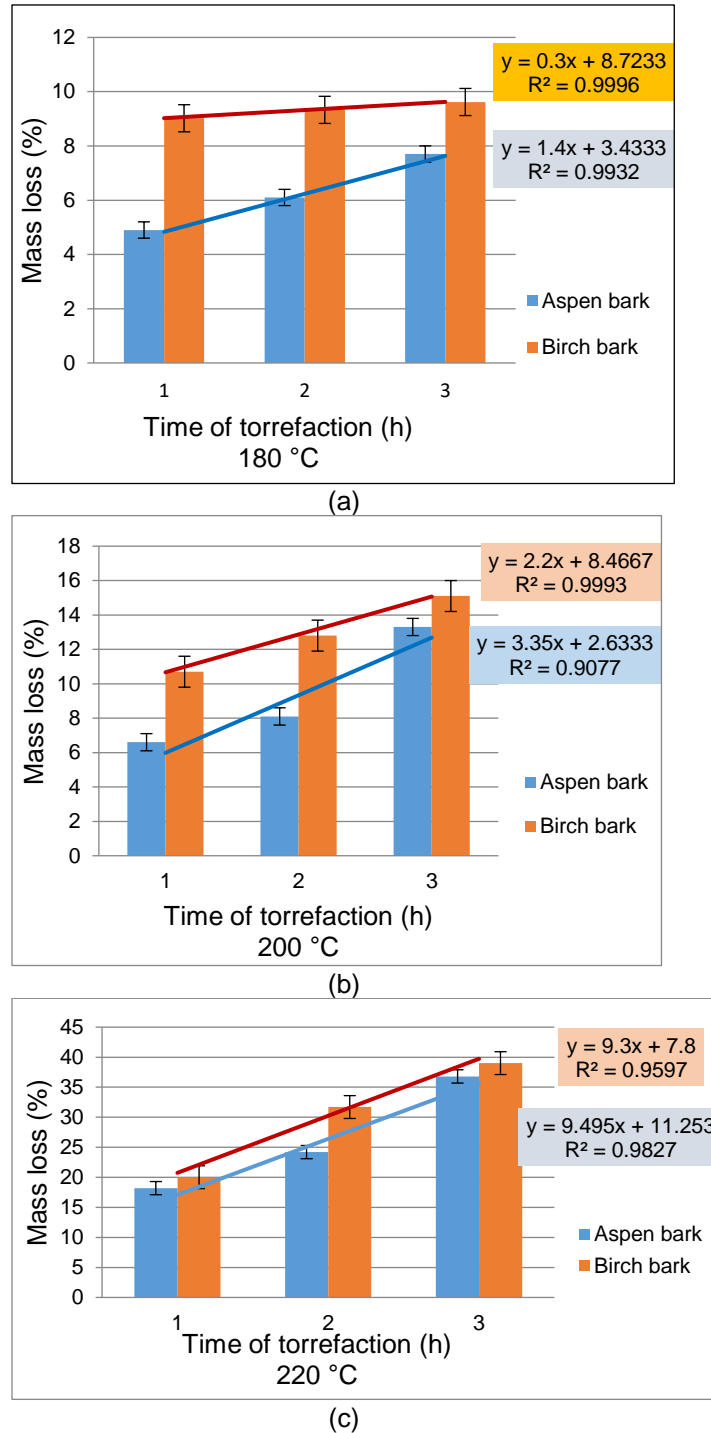 12
10
8
6
4
2
0
Mass loss (%)
y = 0.3x + 8.7233
R² = 0.9996
y = 1.4x + 3.4333
R² = 0.9932
Aspen bark
Birch bark
1 2 3
Time of torrefaction (h)
180 °C
(a)
18
16
14
12
10
8
6
4
2
0
Mass loss (%)
y = 2.2x + 8.4667
R² = 0.9993
y = 3.35x + 2.6333
R² = 0.9077
Aspen bark
Birch bark
1 2 3
Time of torrefaction (h)
200 °C
(b)
45
40
35
30
25
20
15
10
5
0
Mass loss (%)
y = 9.3x + 7.8
R² = 0.9597
y = 9.495x + 11.253
R² = 0.9827
Aspen bark
Birch bark
1 2 3
Time of torrefaction (h)
220 °C
(c)